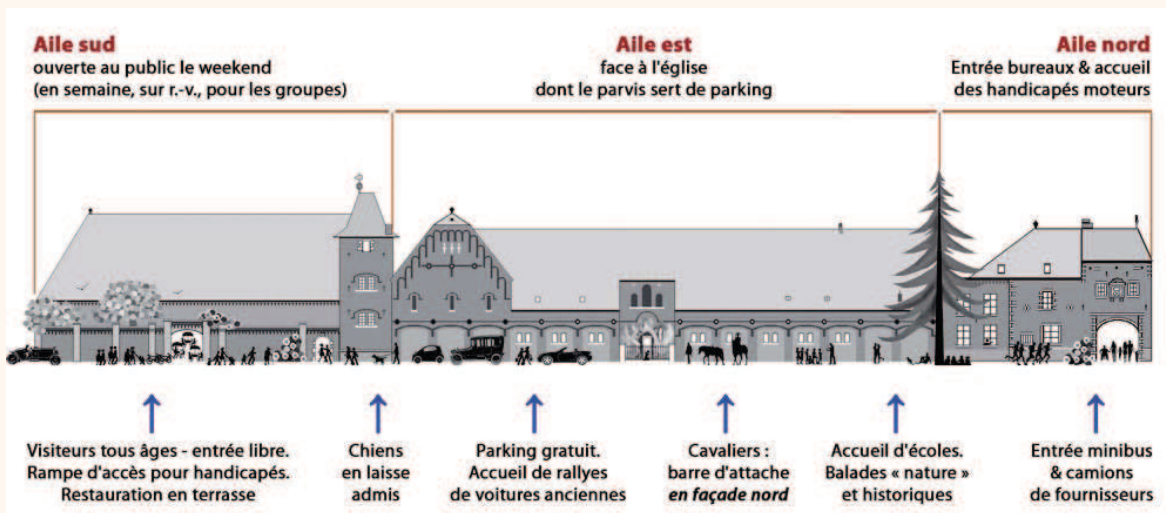 Aile sud
ouverte au public le weekend
(en semaine, sur r.-v., pour les groupes)
Aile est
face à l'église
dont le parvis sert de parking
Aile nord
Entrée bureaux & accueil
des handicapés moteurs
Visiteurs tous âges - entrée libre.
Rampe d'accès pour handicapés.
Restauration en terrasse
Chiens
en laisse
admis
Parking gratuit.
Accueil de rallyes
de voitures anciennes
Cavaliers :
barre d'attache
en façade nord
Accueil d'écoles.
Balades « nature »
et historiques
Entrée minibus
& camions
de fournisseurs